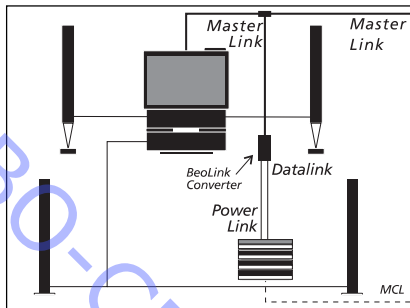 Master
Link
Master
Link
BeoLink
Converter
Datalink
Power
Link
MCL